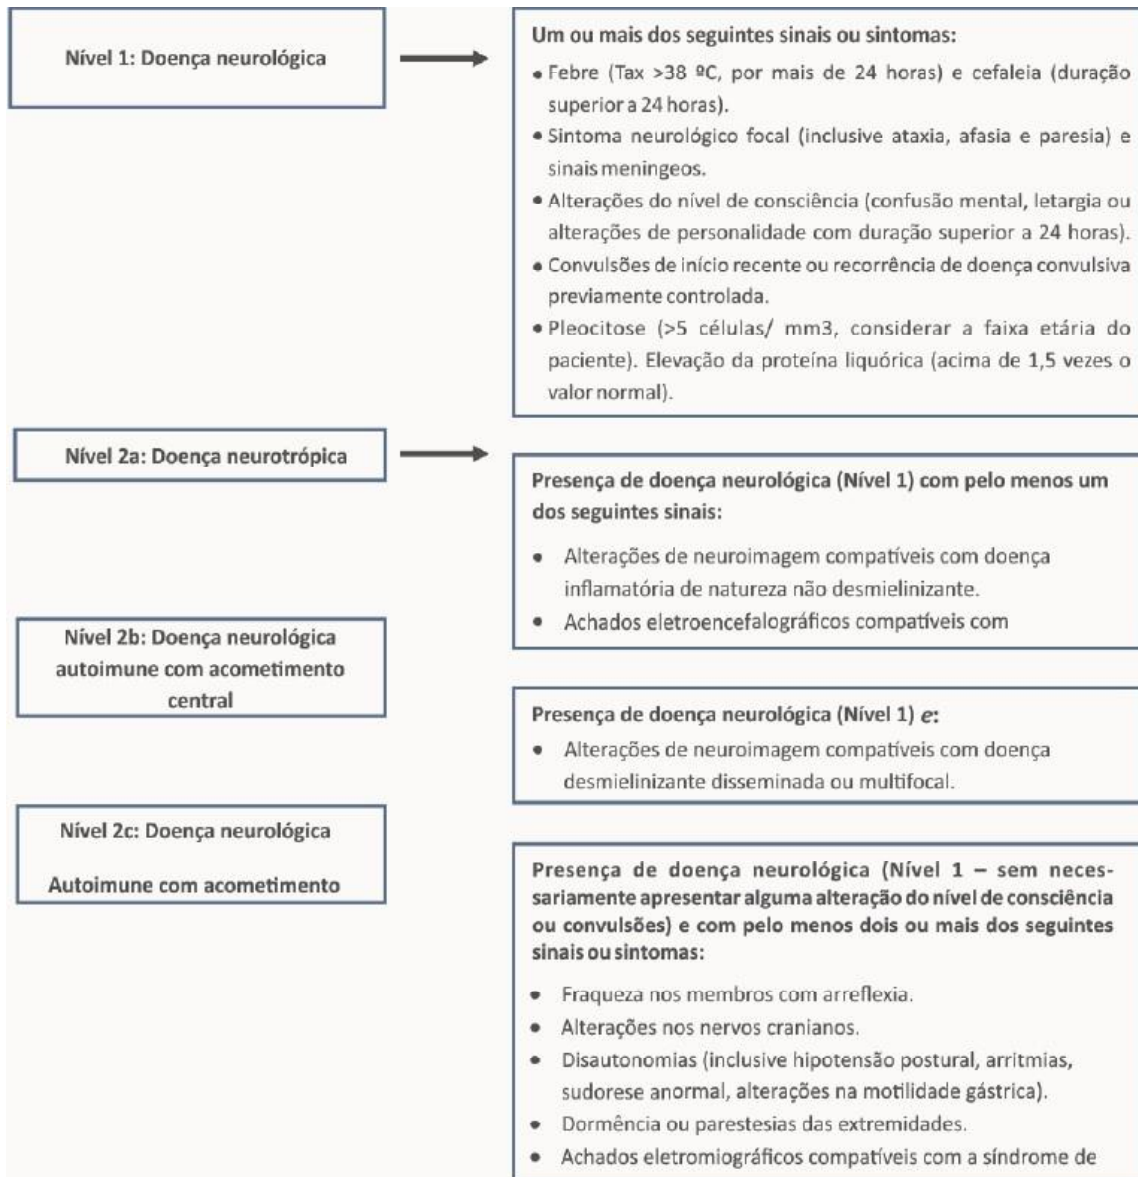 Nível 1: Doença neurológica
Um ou mais dos seguintes sinais ou sintomas:
• Febre (Tax >38 ºC, por mais de 24 horas) e cefaleia (duração
superior a 24 horas).
• Sintoma neurológico focal (inclusive ataxia, afasia e paresia) e
sinais meningeos.
• Alterações do nível de consciência (confusão mental, letargia ou
alterações de personalidade com duração superior a 24 horas).
• Convulsões de início recente ou recorrência de doença convulsiva
previamente controlada.
• Pleocitose (>5 células/ mm3, considerar a faixa etária do
paciente). Elevação da proteína liquórica (acima de 1,5 vezes o
valor normal).
Nível 2a: Doença neurotrópica
Presença de doença neurológica (Nível 1) com pelo menos um
dos seguintes sinais:
• Alterações de neuroimagem compatíveis com doença
inflamatória de natureza não desmielinizante.
• Achados eletroencefalográficos compatíveis com
Nível 2b: Doença neurológica
autoimune com acometimento
central
Presença de doença neurológica (Nível 1) e:
• Alterações de neuroimagem compatíveis com doença
desmielinizante disseminada ou multifocal.
Nível 2c: Doença neurológica
Autoimune com acometimento
Presença de doença neurológica (Nível 1 – sem neces-
sariamente apresentar alguma alteração do nível de consciência
ou convulsões) e com pelo menos dois ou mais dos seguintes
sinais ou sintomas:
• Fraqueza nos membros com arreflexia.
• Alterações nos nervos cranianos.
• Disautonomias (inclusive hipotensão postural, arritmias,
sudorese anormal, alterações na motilidade gástrica).
• Dormência ou parestesias das extremidades.
• Achados eletromiográficos compatíveis com a síndrome de